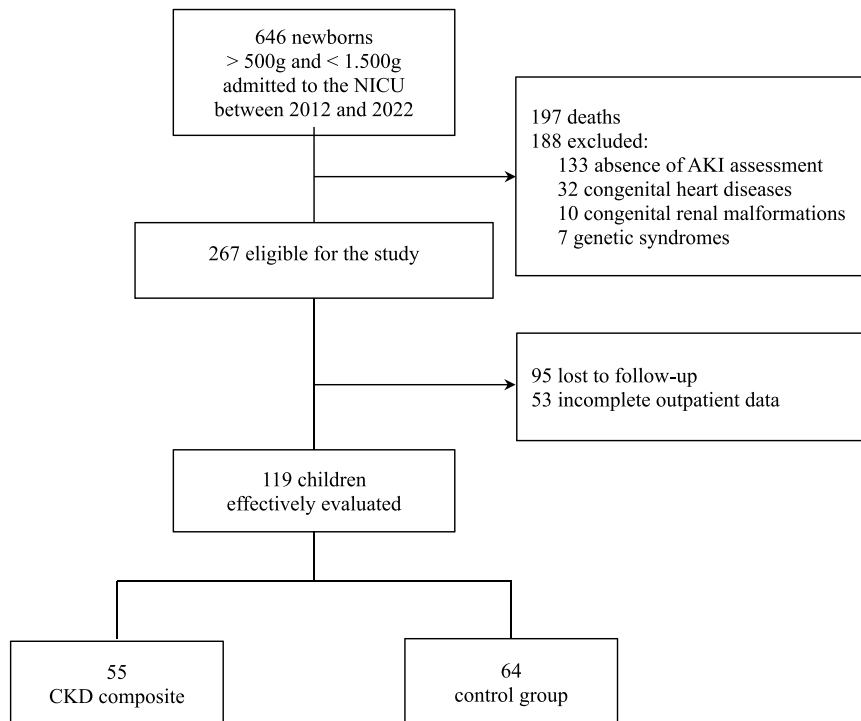 646 newborns
> 500g and < 1.500g
admitted to the NICU
between 2012 and 2022
197 deaths
188 excluded:
133 absence of AKI assessment
32 congenital heart diseases
10 congenital renal malformations
7 genetic syndromes
267 eligible for the study
95 lost to follow-up
53 incomplete outpatient data
119 children
effectively evaluated
55
CKD composite
64
control group